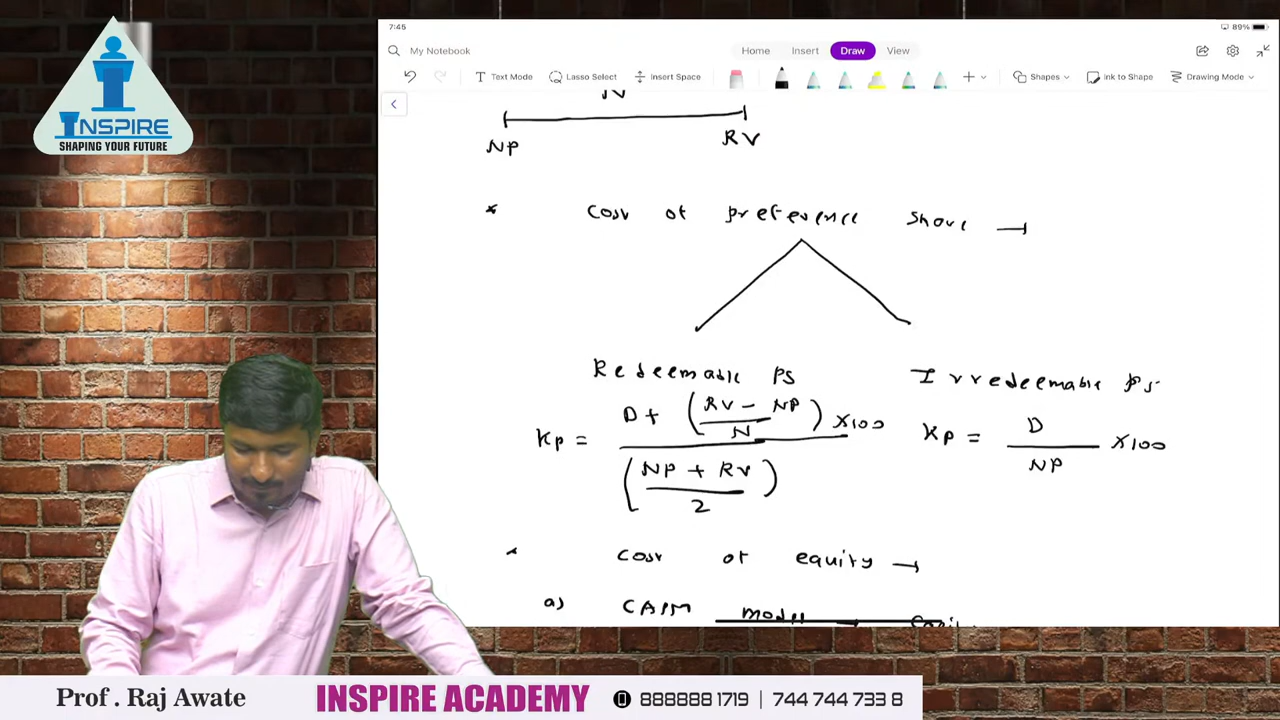 INSPIRE
SHAPING YOUR FUTURE
7:45
89%
My Notebook
Home Insert Draw View
Text Mode Lasso Select Insert Space Shapes Ink to Shape Drawing Mode
N
NP RV
* Cost of preference share →
Redeemable PS Irredeemable PS
Kp = D + (RV - NP / N) × 100 / (NP + RV / 2)
Kp = D / NP × 100
* Cost of equity →
a) CAPM model →
Prof . Raj Awate INSPIRE ACADEMY 888888 1719 | 744 744 733 8